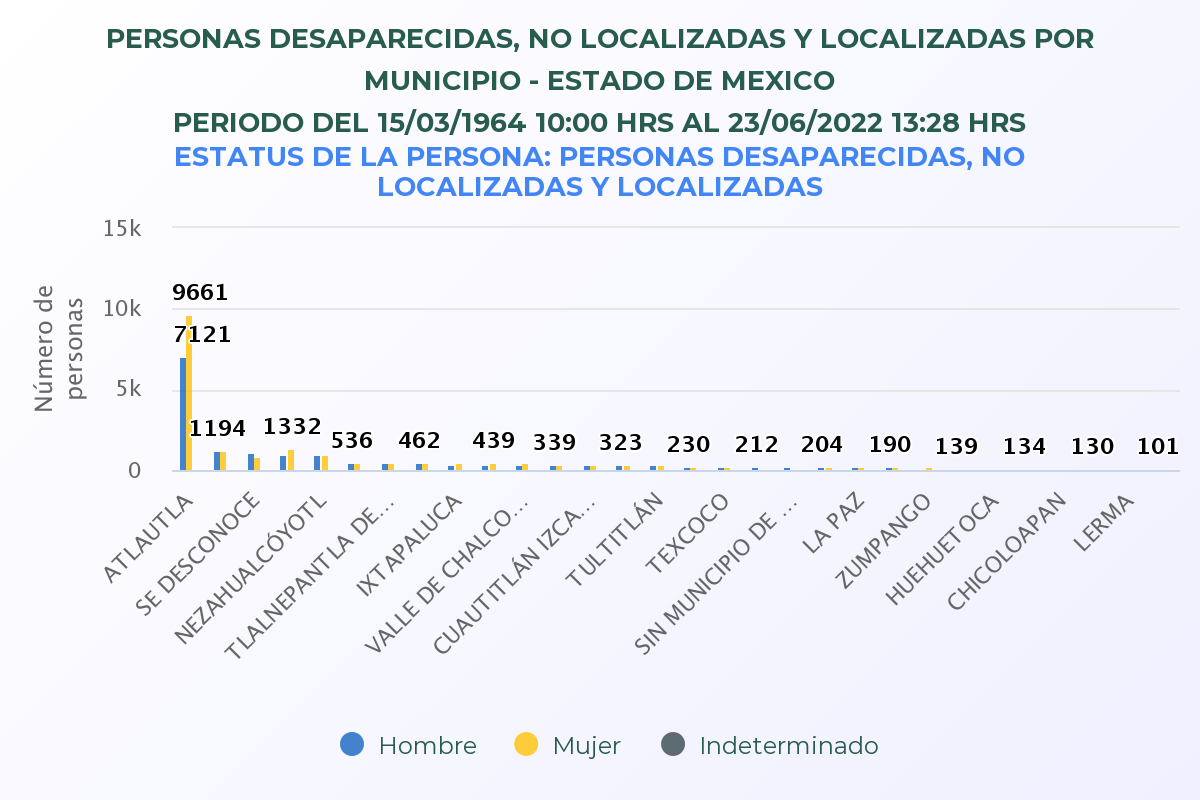 PERSONAS DESAPARECIDAS, NO LOCALIZADAS Y LOCALIZADAS POR
MUNICIPIO - ESTADO DE MEXICO
PERIODO DEL 15/03/1964 10:00 HRS AL 23/06/2022 13:28 HRS
ESTATUS DE LA PERSONA: PERSONAS DESAPARECIDAS, NO
LOCALIZADAS Y LOCALIZADAS
Número de
personas
15k
10k
5k
0
9661
7121
1194
1332
536
462
439
339
323
230
212
204
190
139
134
130
101
ATLAUTLA
SE DESCONOCE
NEZAHUALCÓYOTL
TLALNEPANTLA DE...
IXTAPALUCA
VALLE DE CHALCO...
CUAUTITLÁN IZCA...
TULTITLÁN
TEXCOCO
SIN MUNICIPIO DE ...
LA PAZ
ZUMPANGO
HUEHUETOCA
CHICOLOAPAN
LERMA
Hombre
Mujer
Indeterminado